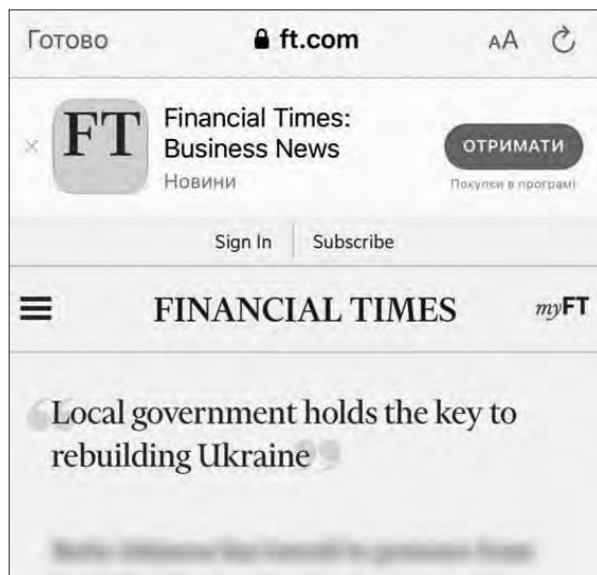 Готово
ft.com
AA
FT
Financial Times:
Business News
Новини
ОТРИМАТИ
Покупки в програмі
Sign In
Subscribe
FINANCIAL TIMES
myFT
“Local government holds the key to
rebuilding Ukraine”